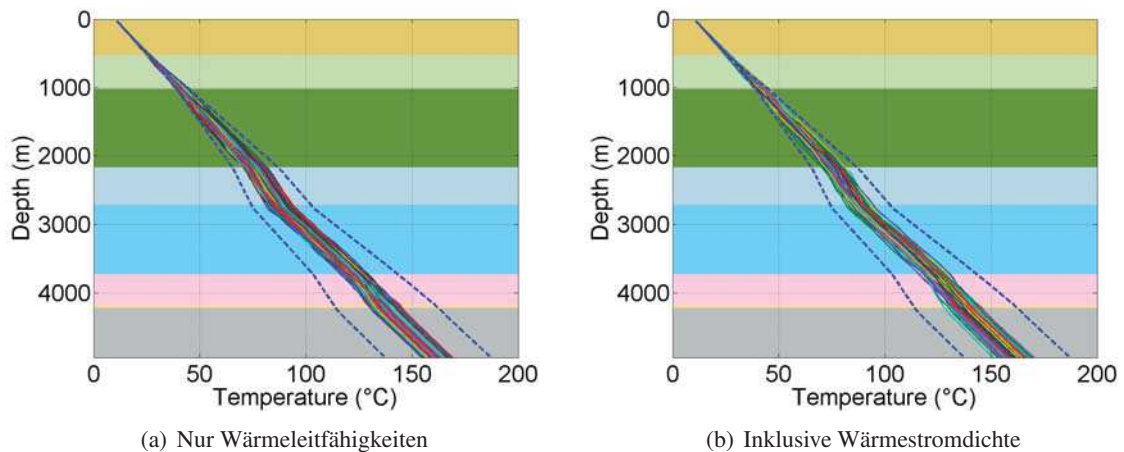 0
1000
2000
3000
4000
Depth (m)
0 50 100 150 200
Temperature (°C)
(a) Nur Wärmeleitfähigkeiten
0
1000
2000
3000
4000
Depth (m)
0 50 100 150 200
Temperature (°C)
(b) Inklusive Wärmestromdichte